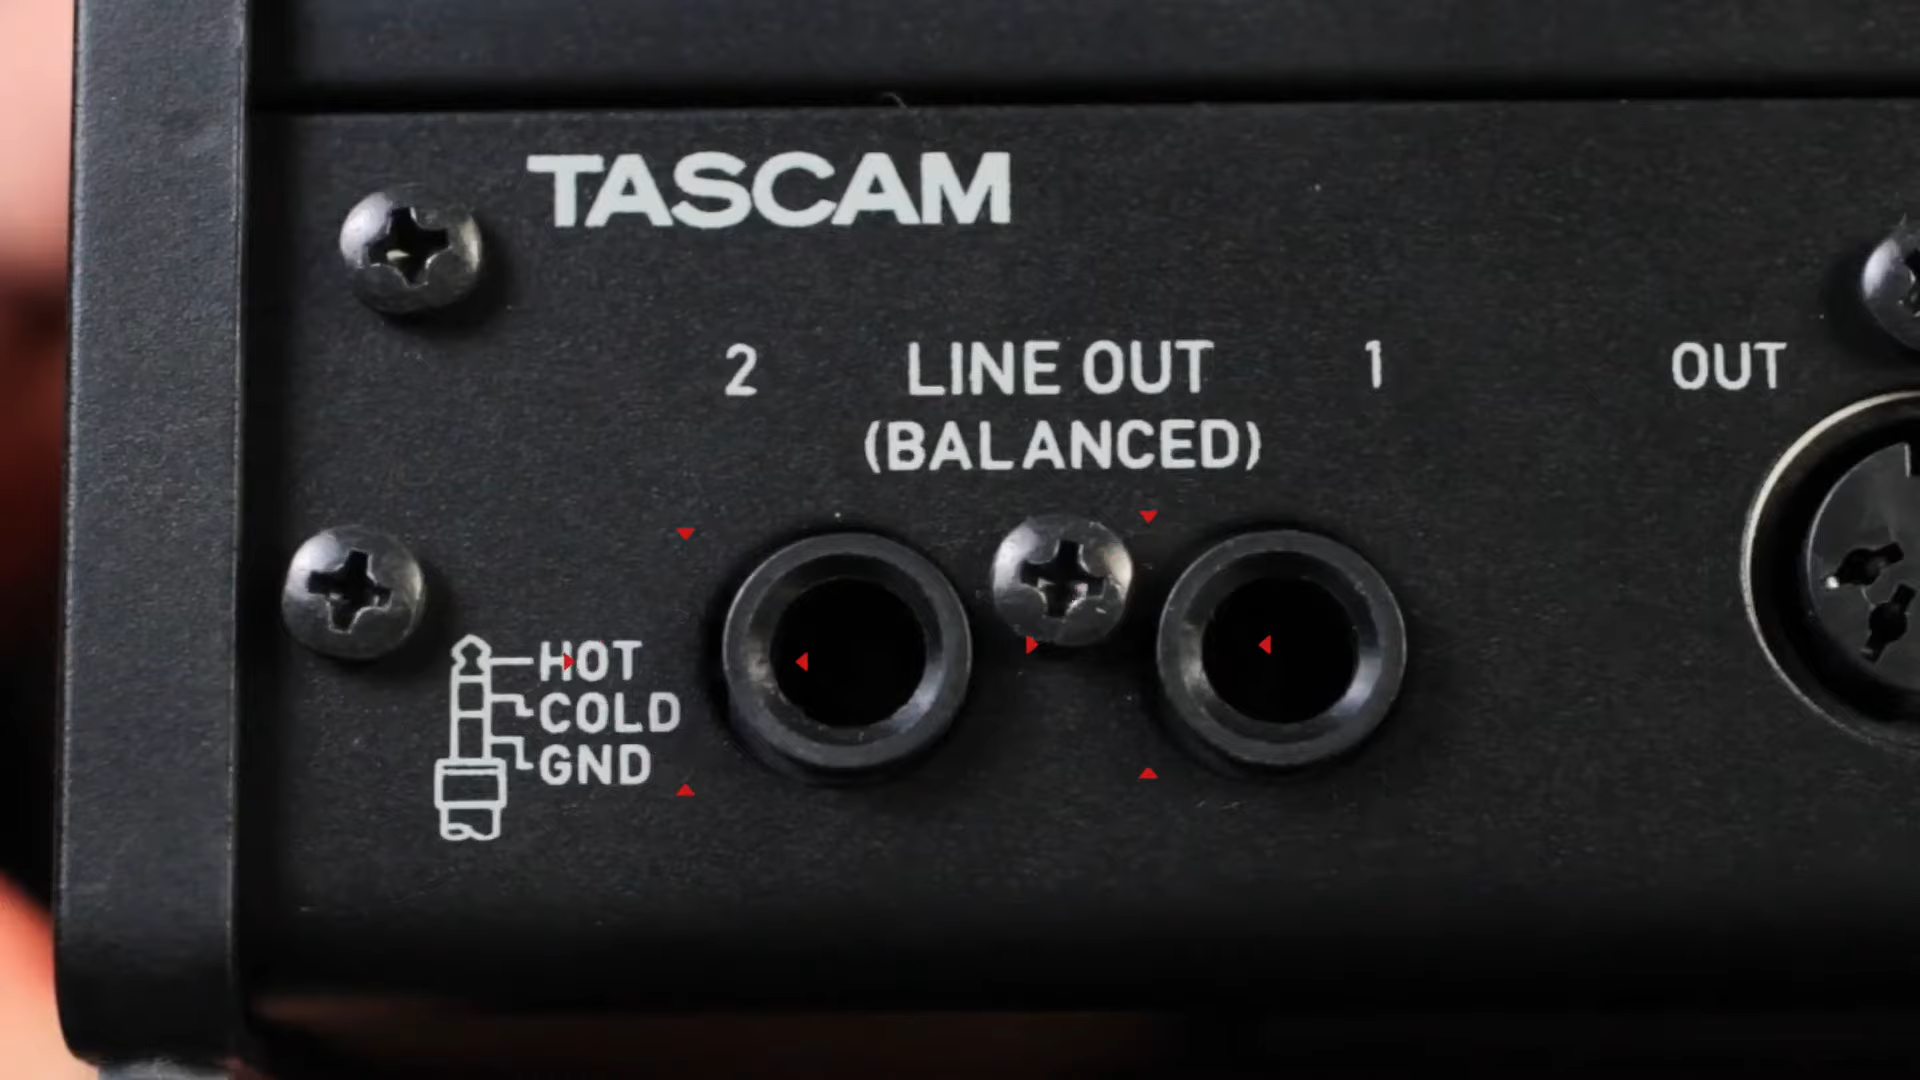 TASCAM
2 LINE OUT 1
(BALANCED)
OUT
HOT
COLD
GND